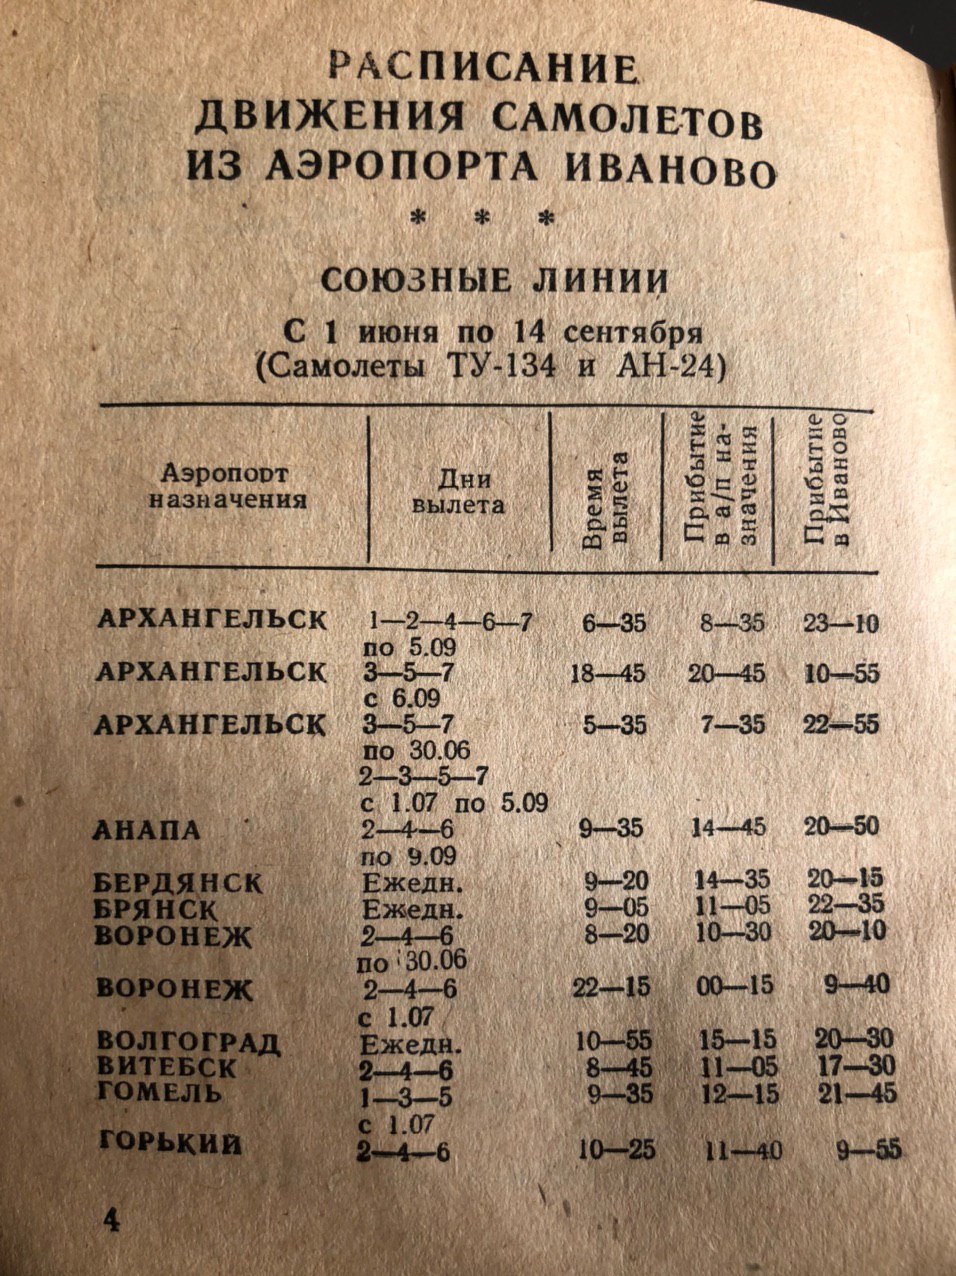 РАСПИСАНИЕ
ДВИЖЕНИЯ САМОЛЕТОВ
ИЗ АЭРОПОРТА ИВАНОВО
* * *
СОЮЗНЫЕ ЛИНИИ
С 1 июня по 14 сентября
(Самолеты ТУ-134 и АН-24)
Аэропорт назначения | Дни вылета | Время вылета | Прибытие в а/п на-значения | Прибытие в Иваново
АРХАНГЕЛЬСК 1—2—4—6—7 6—35 8—35 23—10
по 5.09
АРХАНГЕЛЬСК 3—5—7 18—45 20—45 10—55
с 6.09
АРХАНГЕЛЬСК 3—5—7 5—35 7—35 22—55
по 30.06
2—3—5—7
с 1.07 по 5.09
АНАПА 2—4—6 9—35 14—45 20—50
по 9.09
БЕРДЯНСК Ежедн. 9—20 14—35 20—15
БРЯНСК Ежедн. 9—05 11—05 22—35
ВОРОНЕЖ 2—4—6 8—20 10—30 20—10
по 30.06
ВОРОНЕЖ 2—4—6 22—15 00—15 9—40
с 1.07
ВОЛГОГРАД Ежедн. 10—55 15—15 20—30
ВИТЕБСК 2—4—6 8—45 11—05 17—30
ГОМЕЛЬ 1—3—5 9—35 12—15 21—45
с 1.07
ГОРЬКИЙ 2—4—6 10—25 11—40 9—55
4